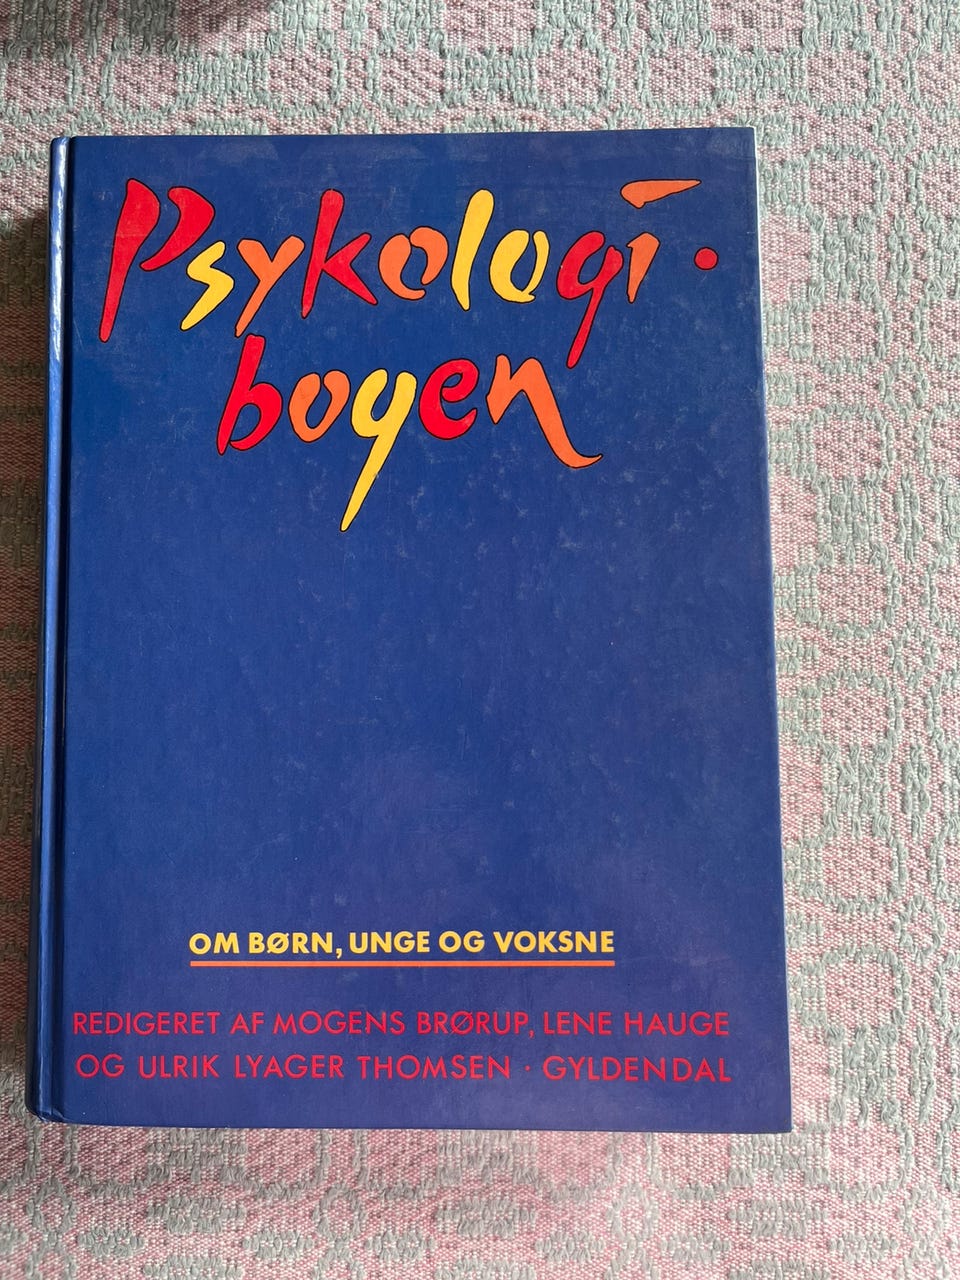 Psykologi·
bogen
OM BØRN, UNGE OG VOKSNE
REDIGERET AF MOGENS BRØRUP, LENE HAUGE
OG ULRIK LYAGER THOMSEN · GYLDENDAL